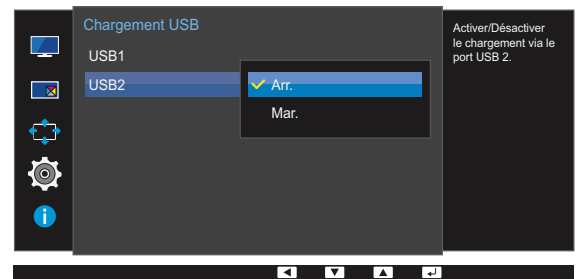 Chargement USB
USB1
USB2
Arr.
Mar.
Activer/Désactiver
le chargement via le
port USB 2.